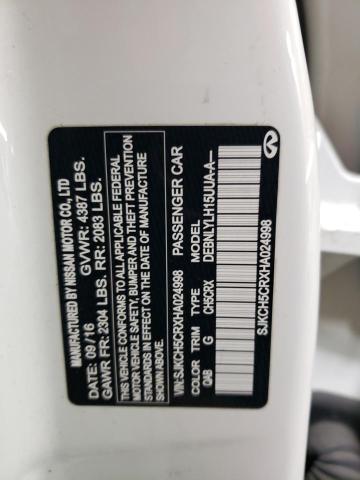 MANUFACTURED BY NISSAN MOTOR CO., LTD
DATE: 09 / 16 GVWR: 4387 LBS.
GAWR FR: 2304 LBS. RR: 2083 LBS.
THIS VEHICLE CONFORMS TO ALL APPLICABLE FEDERAL
MOTOR VEHICLE SAFETY, BUMPER AND THEFT PREVENTION
STANDARDS IN EFFECT ON THE DATE OF MANUFACTURE
SHOWN ABOVE.
VIN: SJKCH5CRXHA024998 PASSENGER CAR
COLOR TRIM TYPE DEBNLYLH15UUA-A—
QAB G CH5CRX
SJKCH5CRXHA024998